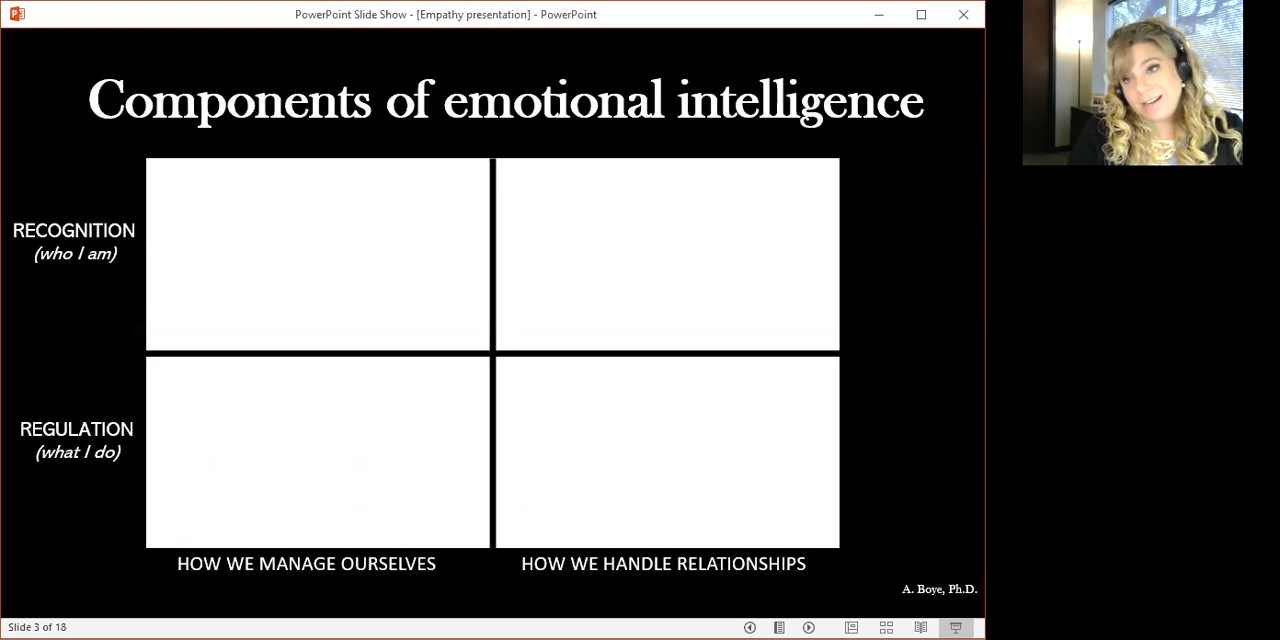 PowerPoint Slide Show - [Empathy presentation] - PowerPoint
Components of emotional intelligence
RECOGNITION
(who I am)
REGULATION
(what I do)
HOW WE MANAGE OURSELVES
HOW WE HANDLE RELATIONSHIPS
A. Boye, Ph.D.
Slide 3 of 18